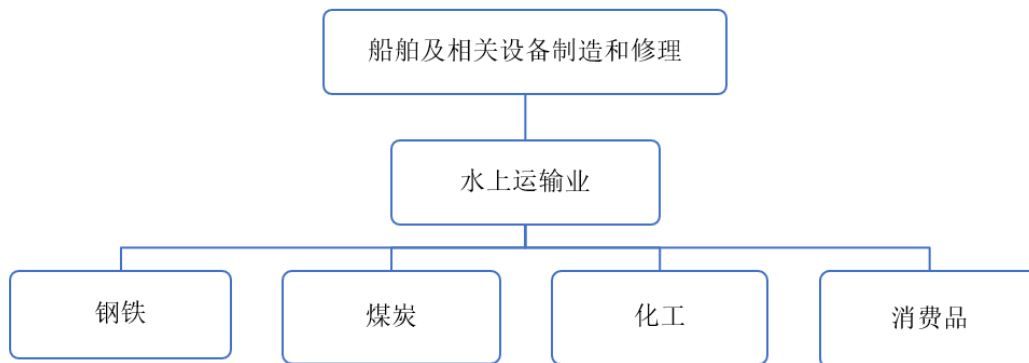 船舶及相关设备制造和修理
水上运输业
钢铁
煤炭
化工
消费品